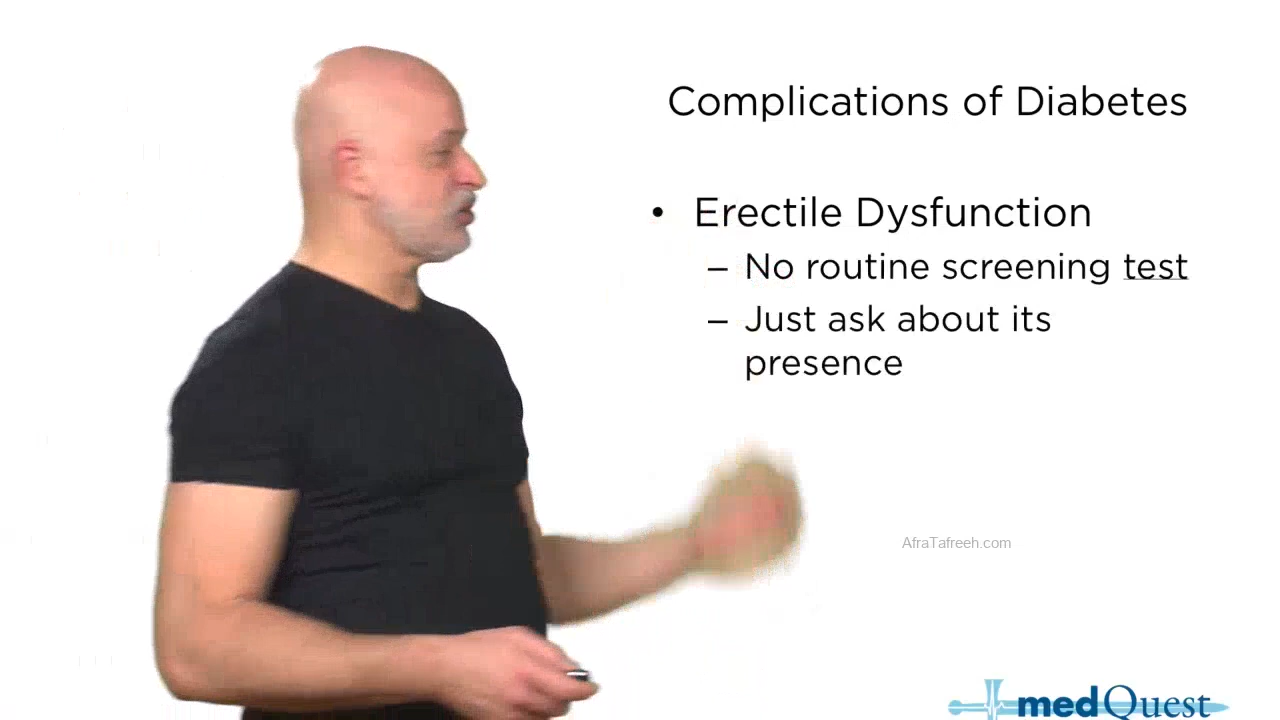 Complications of Diabetes
• Erectile Dysfunction
– No routine screening test
– Just ask about its
presence
AfraTafreeh.com
medQuest